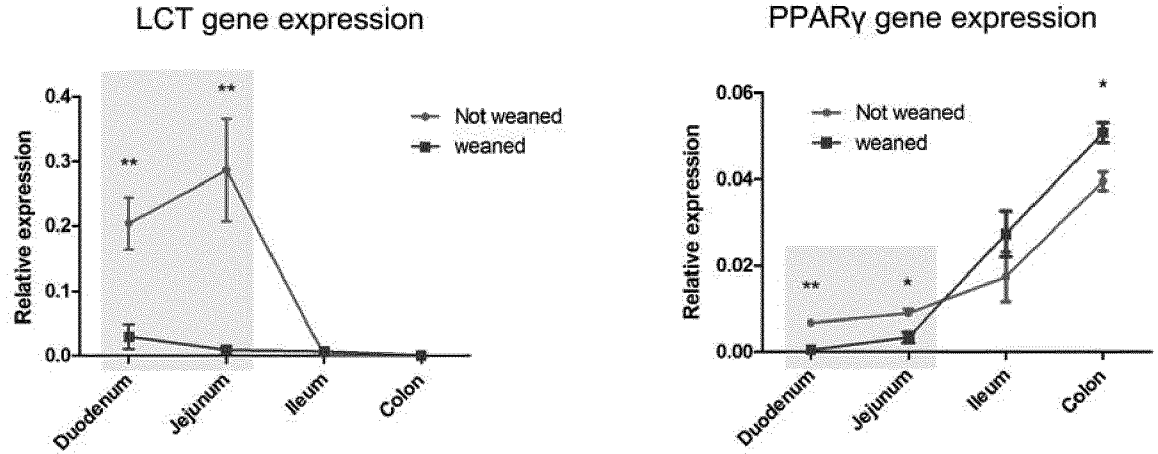 LCT gene expression
Relative expression
0.4
0.3
0.2
0.1
0.0
**
**
Not weaned
weaned
Duodenum
Jejunum
Ileum
Colon
PPARγ gene expression
Relative expression
0.06
0.04
0.02
0.00
**
*
*
Not weaned
weaned
Duodenum
Jejunum
Ileum
Colon